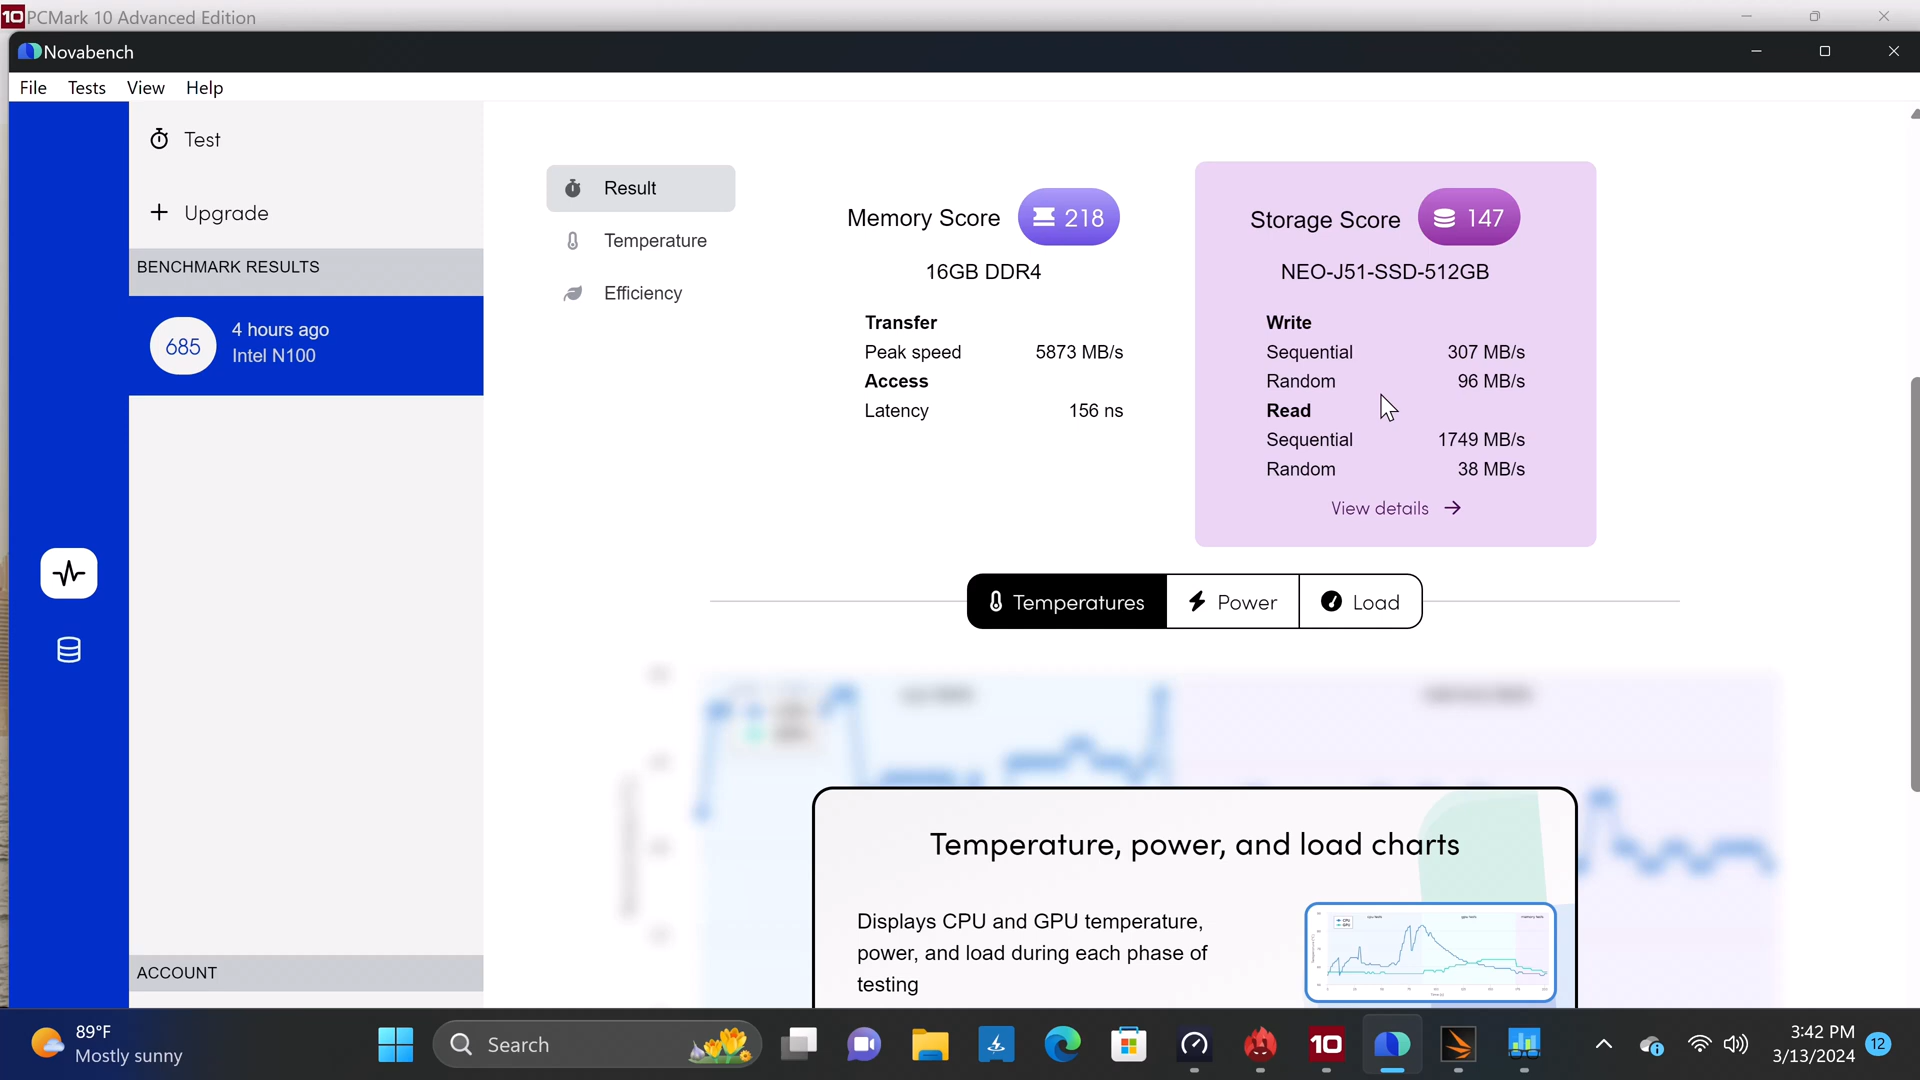 10 PCMark 10 Advanced Edition
Novabench
File Tests View Help
Test
Upgrade
BENCHMARK RESULTS
685
4 hours ago
Intel N100
ACCOUNT
Result
Temperature
Efficiency
Memory Score 218
16GB DDR4
Transfer
Peak speed 5873 MB/s
Access
Latency 156 ns
Storage Score 147
NEO-J51-SSD-512GB
Write
Sequential 307 MB/s
Random 96 MB/s
Read
Sequential 1749 MB/s
Random 38 MB/s
View details
Temperatures Power Load
Temperature, power, and load charts
Displays CPU and GPU temperature,
power, and load during each phase of
testing
89°F
Mostly sunny
Search
10
3:42 PM
3/13/2024
12